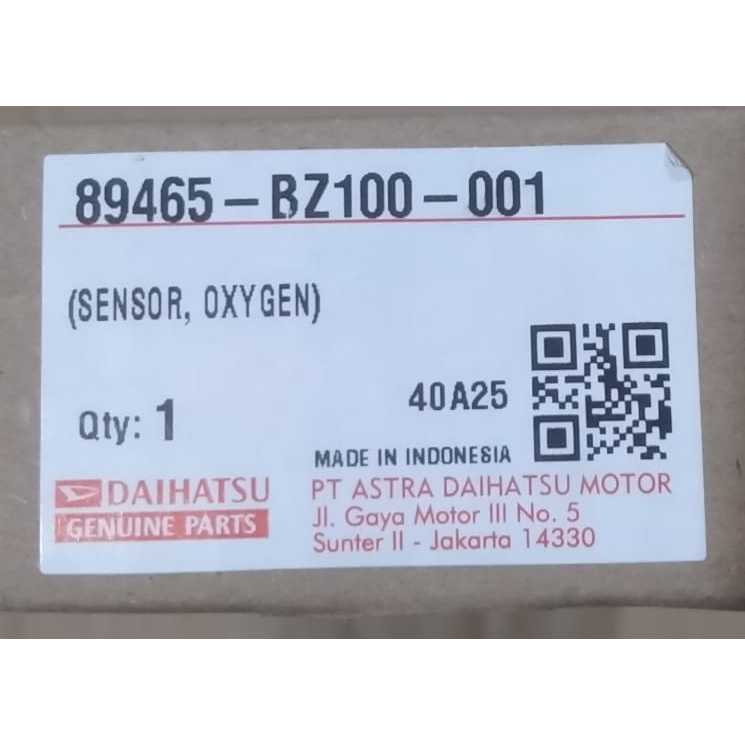 89465-BZ100-001
(SENSOR, OXYGEN)
40A25
Qty: 1
MADE IN INDONESIA
DAIHATSU
GENUINE PARTS
PT ASTRA DAIHATSU MOTOR
Jl. Gaya Motor III No. 5
Sunter II - Jakarta 14330